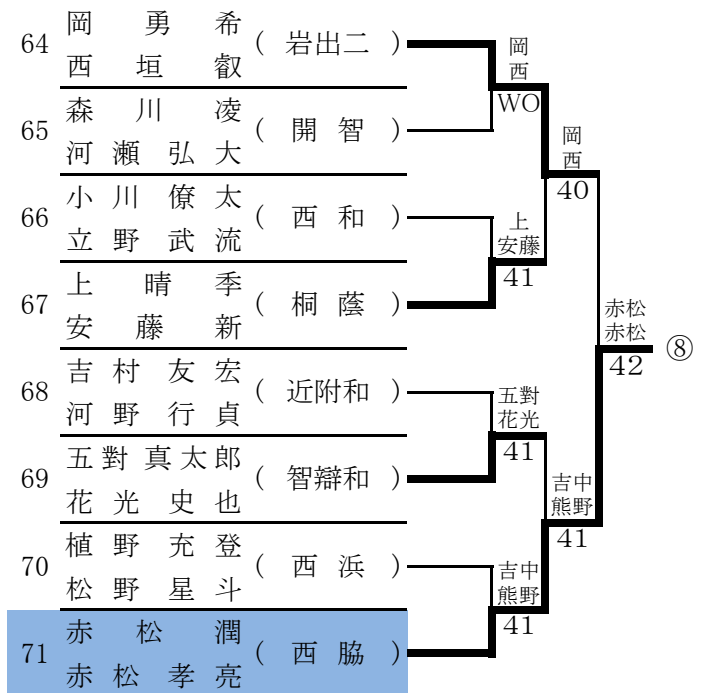 64 岡勇希 (岩出二)
西垣叡
65 森川凌 (開智)
河瀬弘大
66 小川僚太 (西和)
立野武流
67 上晴季 (桐蔭)
安藤新
68 吉村友宏 (近附和)
河野行貞
69 五對真太郎 (智辯和)
花光史也
70 植野充登 (西浜)
松野星斗
71 赤松潤 (西脇)
赤松孝亮
岡
西
WO
上
安藤
41
五對
花光
41
吉中
熊野
41
岡
西
40
吉中
熊野
41
赤松
赤松
42
⑧